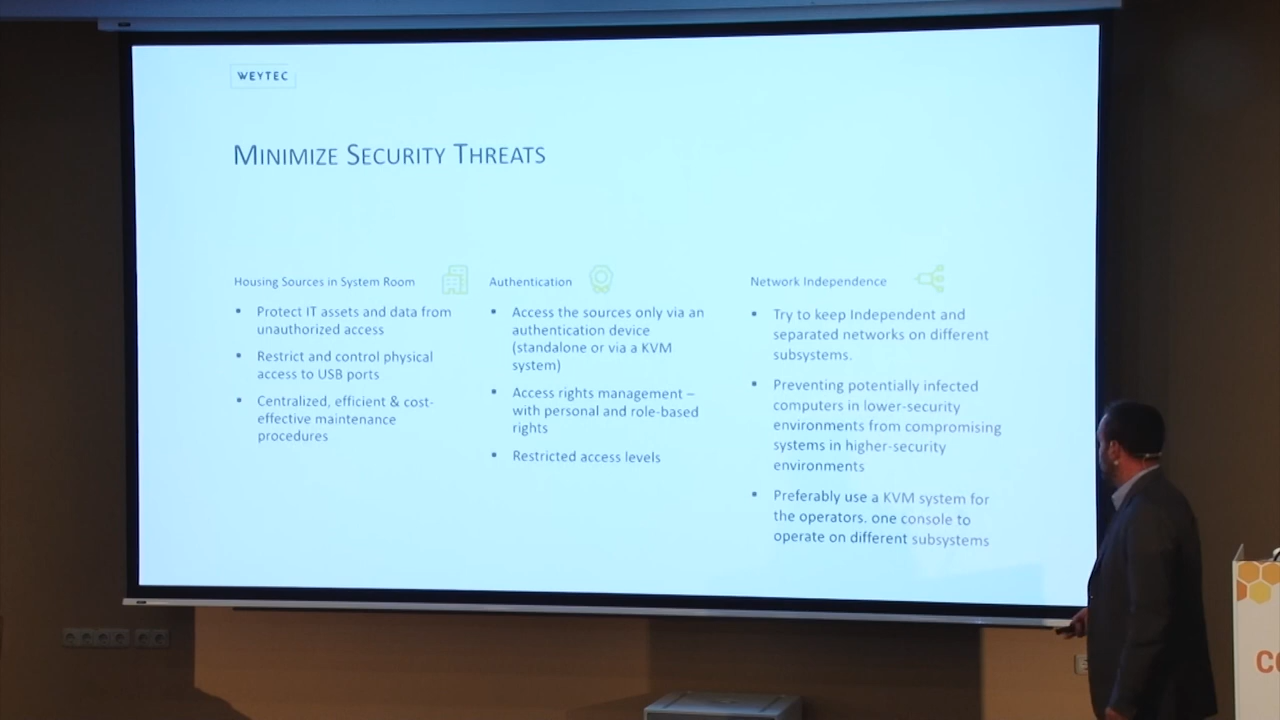 WEYTEC
MINIMIZE SECURITY THREATS
Housing Sources in System Room
▪ Protect IT assets and data from
unauthorized access
▪ Restrict and control physical
access to USB ports
▪ Centralized, efficient & cost-
effective maintenance
procedures
Authentication
▪ Access the sources only via an
authentication device
(standalone or via a KVM
system)
▪ Access rights management –
with personal and role-based
rights
▪ Restricted access levels
Network Independence
▪ Try to keep Independent and
separated networks on different
subsystems.
▪ Preventing potentially infected
computers in lower-security
environments from compromising
systems in higher-security
environments
▪ Preferably use a KVM system for
the operators. one console to
operate on different subsystems